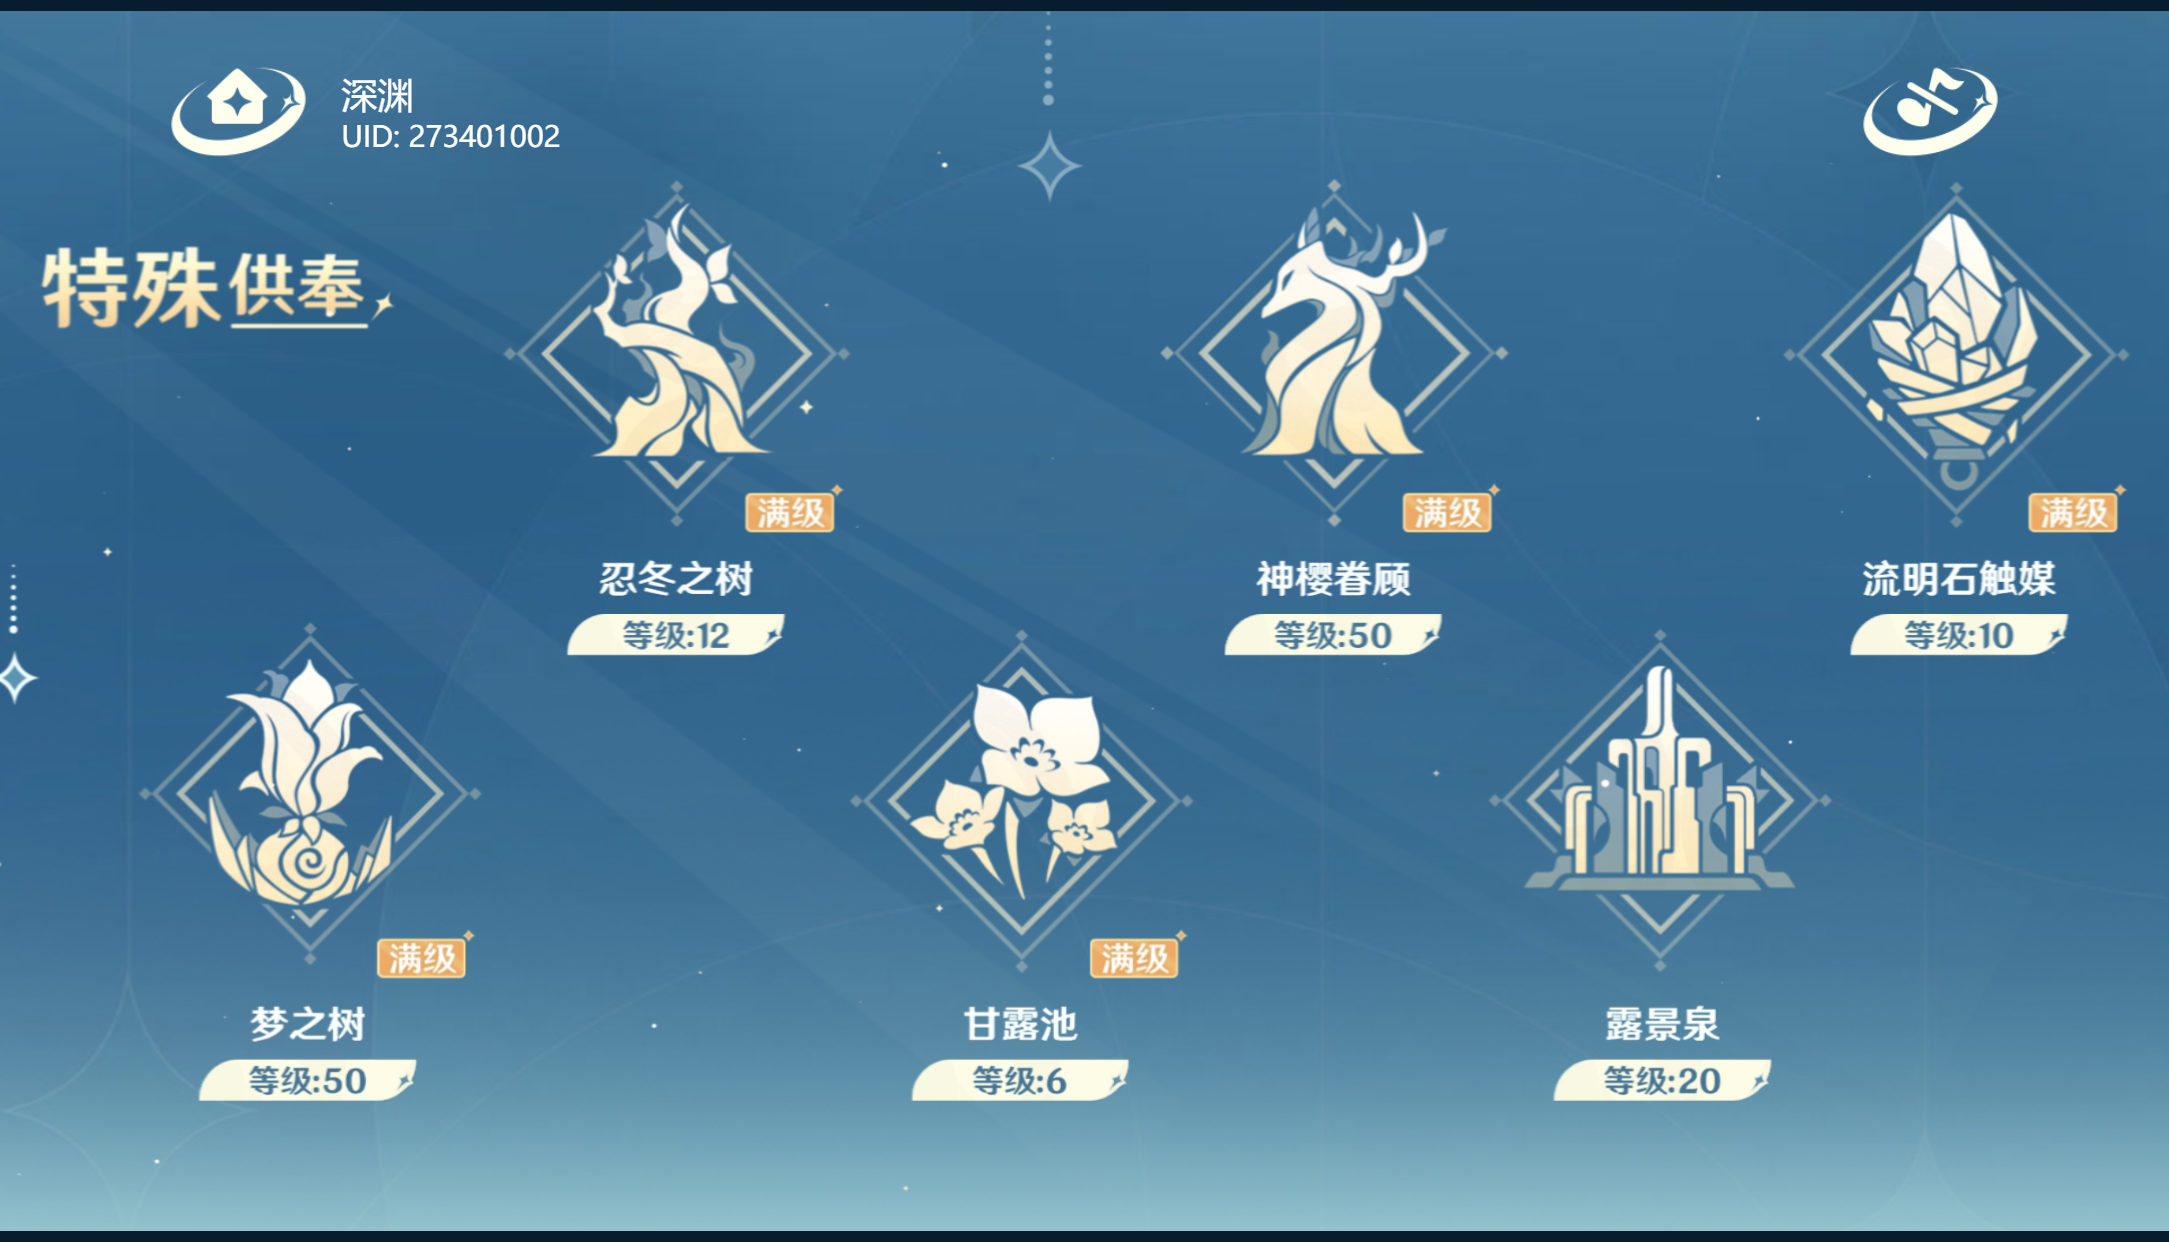 深渊
UID: 273401002
特殊供奉
满级
忍冬之树
等级:12
满级
神樱眷顾
等级:50
满级
流明石触媒
等级:10
满级
梦之树
等级:50
满级
甘露池
等级:6
露景泉
等级:20